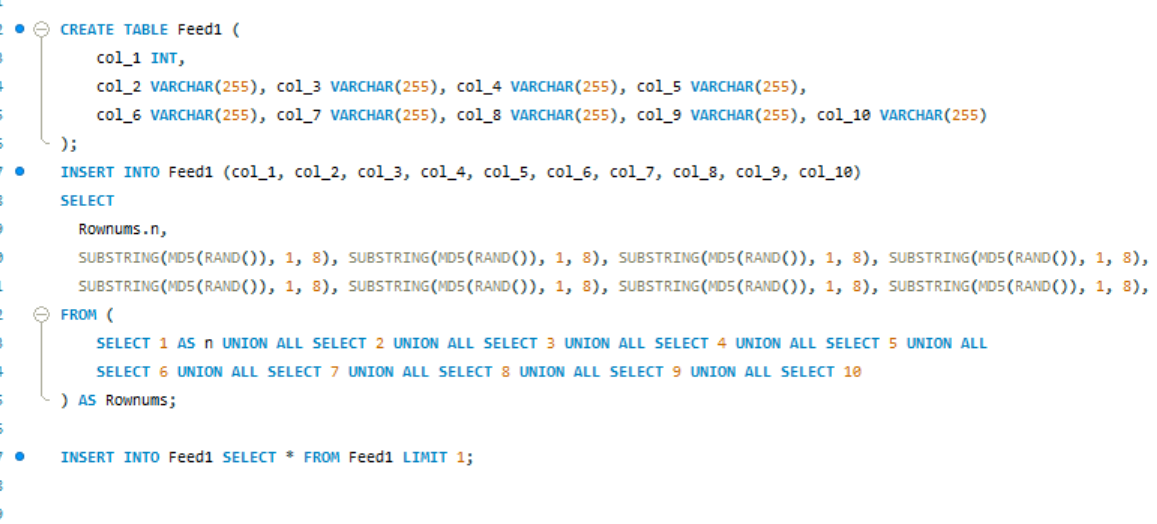 CREATE TABLE Feed1 (
col_1 INT,
col_2 VARCHAR(255), col_3 VARCHAR(255), col_4 VARCHAR(255), col_5 VARCHAR(255),
col_6 VARCHAR(255), col_7 VARCHAR(255), col_8 VARCHAR(255), col_9 VARCHAR(255), col_10 VARCHAR(255)
);
INSERT INTO Feed1 (col_1, col_2, col_3, col_4, col_5, col_6, col_7, col_8, col_9, col_10)
SELECT
Rownums.n,
SUBSTRING(MD5(RAND()), 1, 8), SUBSTRING(MD5(RAND()), 1, 8), SUBSTRING(MD5(RAND()), 1, 8), SUBSTRING(MD5(RAND()), 1, 8),
SUBSTRING(MD5(RAND()), 1, 8), SUBSTRING(MD5(RAND()), 1, 8), SUBSTRING(MD5(RAND()), 1, 8), SUBSTRING(MD5(RAND()), 1, 8),
FROM (
SELECT 1 AS n UNION ALL SELECT 2 UNION ALL SELECT 3 UNION ALL SELECT 4 UNION ALL SELECT 5 UNION ALL
SELECT 6 UNION ALL SELECT 7 UNION ALL SELECT 8 UNION ALL SELECT 9 UNION ALL SELECT 10
) AS Rownums;
INSERT INTO Feed1 SELECT * FROM Feed1 LIMIT 1;